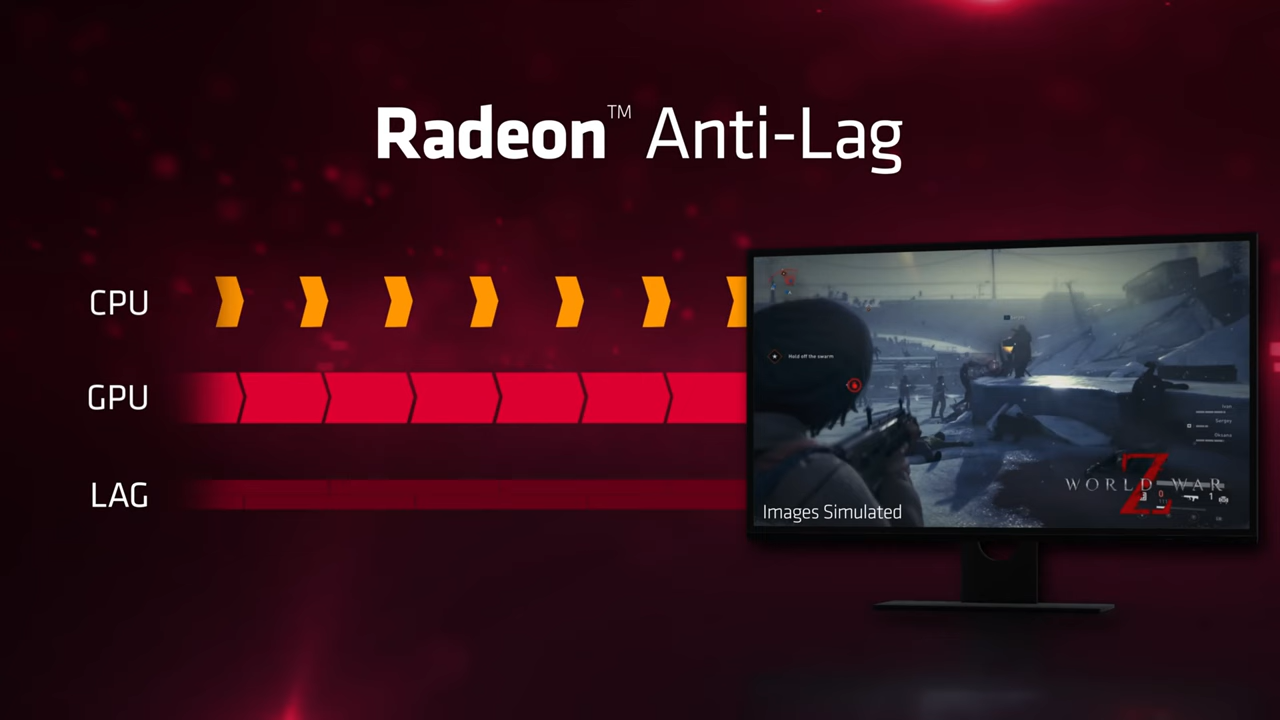 Radeon™ Anti-Lag
CPU
GPU
LAG
Hold off the swarm
WORLD WAR Z
Images Simulated